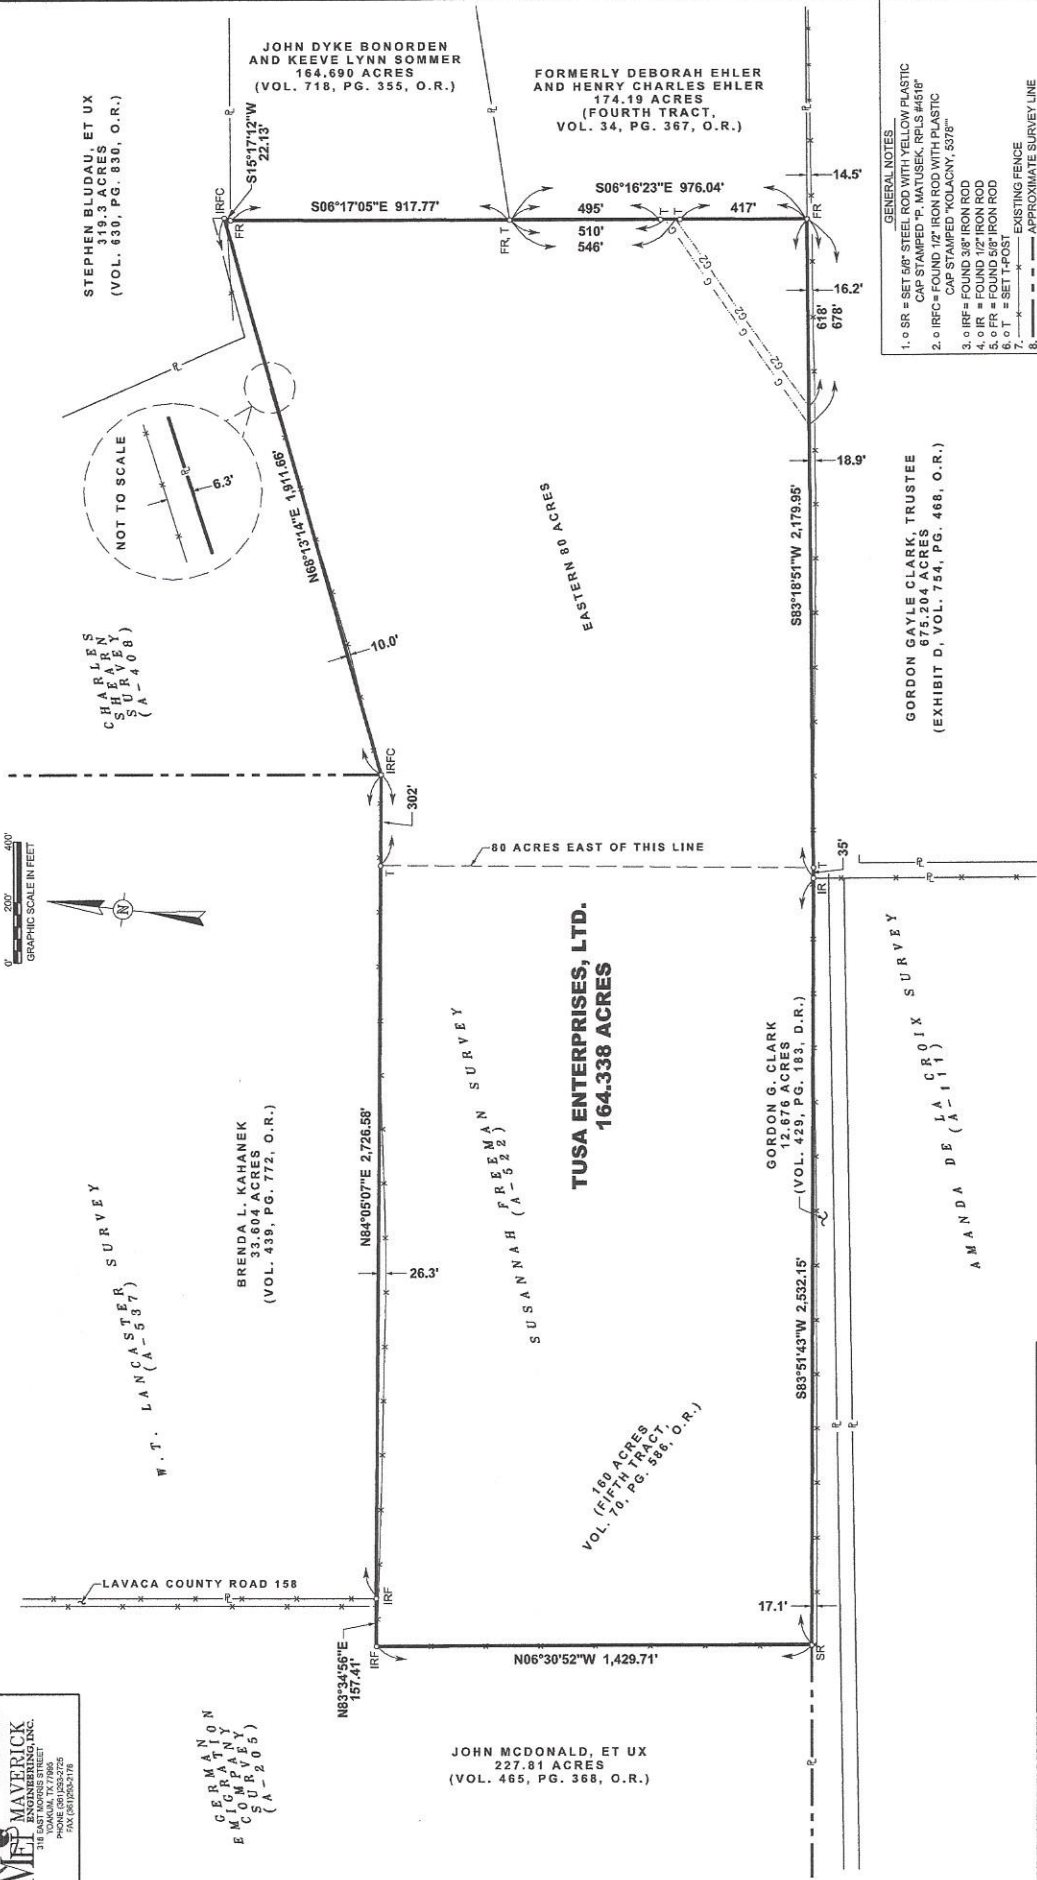 MEI MAVERICK
ENGINEERING, INC.
318 EAST MORRIS STREET
YOAKUM, TX 77995
PHONE (361)293-2725
FAX (361)293-2176
0' 200' 400'
GRAPHIC SCALE IN FEET
N
STEPHEN BLUDAU, ET UX
319.3 ACRES
(VOL. 630, PG. 830, O.R.)
JOHN DYKE BONORDEN
AND KEEVE LYNN SOMMER
164.690 ACRES
(VOL. 718, PG. 355, O.R.)
FORMERLY DEBORAH EHLER
AND HENRY CHARLES EHLER
174.19 ACRES
(FOURTH TRACT,
VOL. 34, PG. 367, O.R.)
S15°17'12"W
22.13'
IRFC
FR
S06°17'05"E 917.77'
FR, T
S06°16'23"E 976.04'
495'
510'
546'
417'
T
T
G
G2
G
G2
G
G2
14.5'
FR
16.2'
618'
678'
18.9'
NOT TO SCALE
PL
6.3'
N68°13'14"E 1,911.66'
10.0'
CHARLES
SHEARN
SURVEY
(A-408)
IRFC
302'
T
EASTERN 80 ACRES
80 ACRES EAST OF THIS LINE
S83°18'51"W 2,179.95'
35'
T
IR
GORDON GAYLE CLARK, TRUSTEE
675.204 ACRES
(EXHIBIT D, VOL. 754, PG. 468, O.R.)
W.T. LANCASTER SURVEY
(A-537)
BRENDA L. KAHANEK
33.604 ACRES
(VOL. 439, PG. 772, O.R.)
N84°05'07"E 2,726.58'
26.3'
SUSANNAH FREEMAN SURVEY
(A-522)
TUSA ENTERPRISES, LTD.
164.338 ACRES
GORDON G. CLARK
12.676 ACRES
(VOL. 429, PG. 183, D.R.)
S83°51'43"W 2,532.15'
AMANDA DE LA CROIX SURVEY
(A-111)
160 ACRES
(FIFTH TRACT,
VOL. 70, PG. 586, O.R.)
LAVACA COUNTY ROAD 158
IRF
IRF
N83°34'56"E
157.41'
N06°30'52"W 1,429.71'
17.1'
SR
GERMAN
EMIGRATION
COMPANY
SURVEY
(A-205)
JOHN MCDONALD, ET UX
227.81 ACRES
(VOL. 465, PG. 368, O.R.)
GENERAL NOTES
1. o SR = SET 5/8" STEEL ROD WITH YELLOW PLASTIC
CAP STAMPED "P. MATUSEK, RPLS #4518"
2. o IRFC = FOUND 1/2" IRON ROD WITH PLASTIC
CAP STAMPED "KOLACNY, 5378"
3. o IRF = FOUND 3/8" IRON ROD
4. o IR = FOUND 1/2" IRON ROD
5. o FR = FOUND 5/8" IRON ROD
6. o T = SET T-POST
7. EXISTING FENCE
8. APPROXIMATE SURVEY LINE